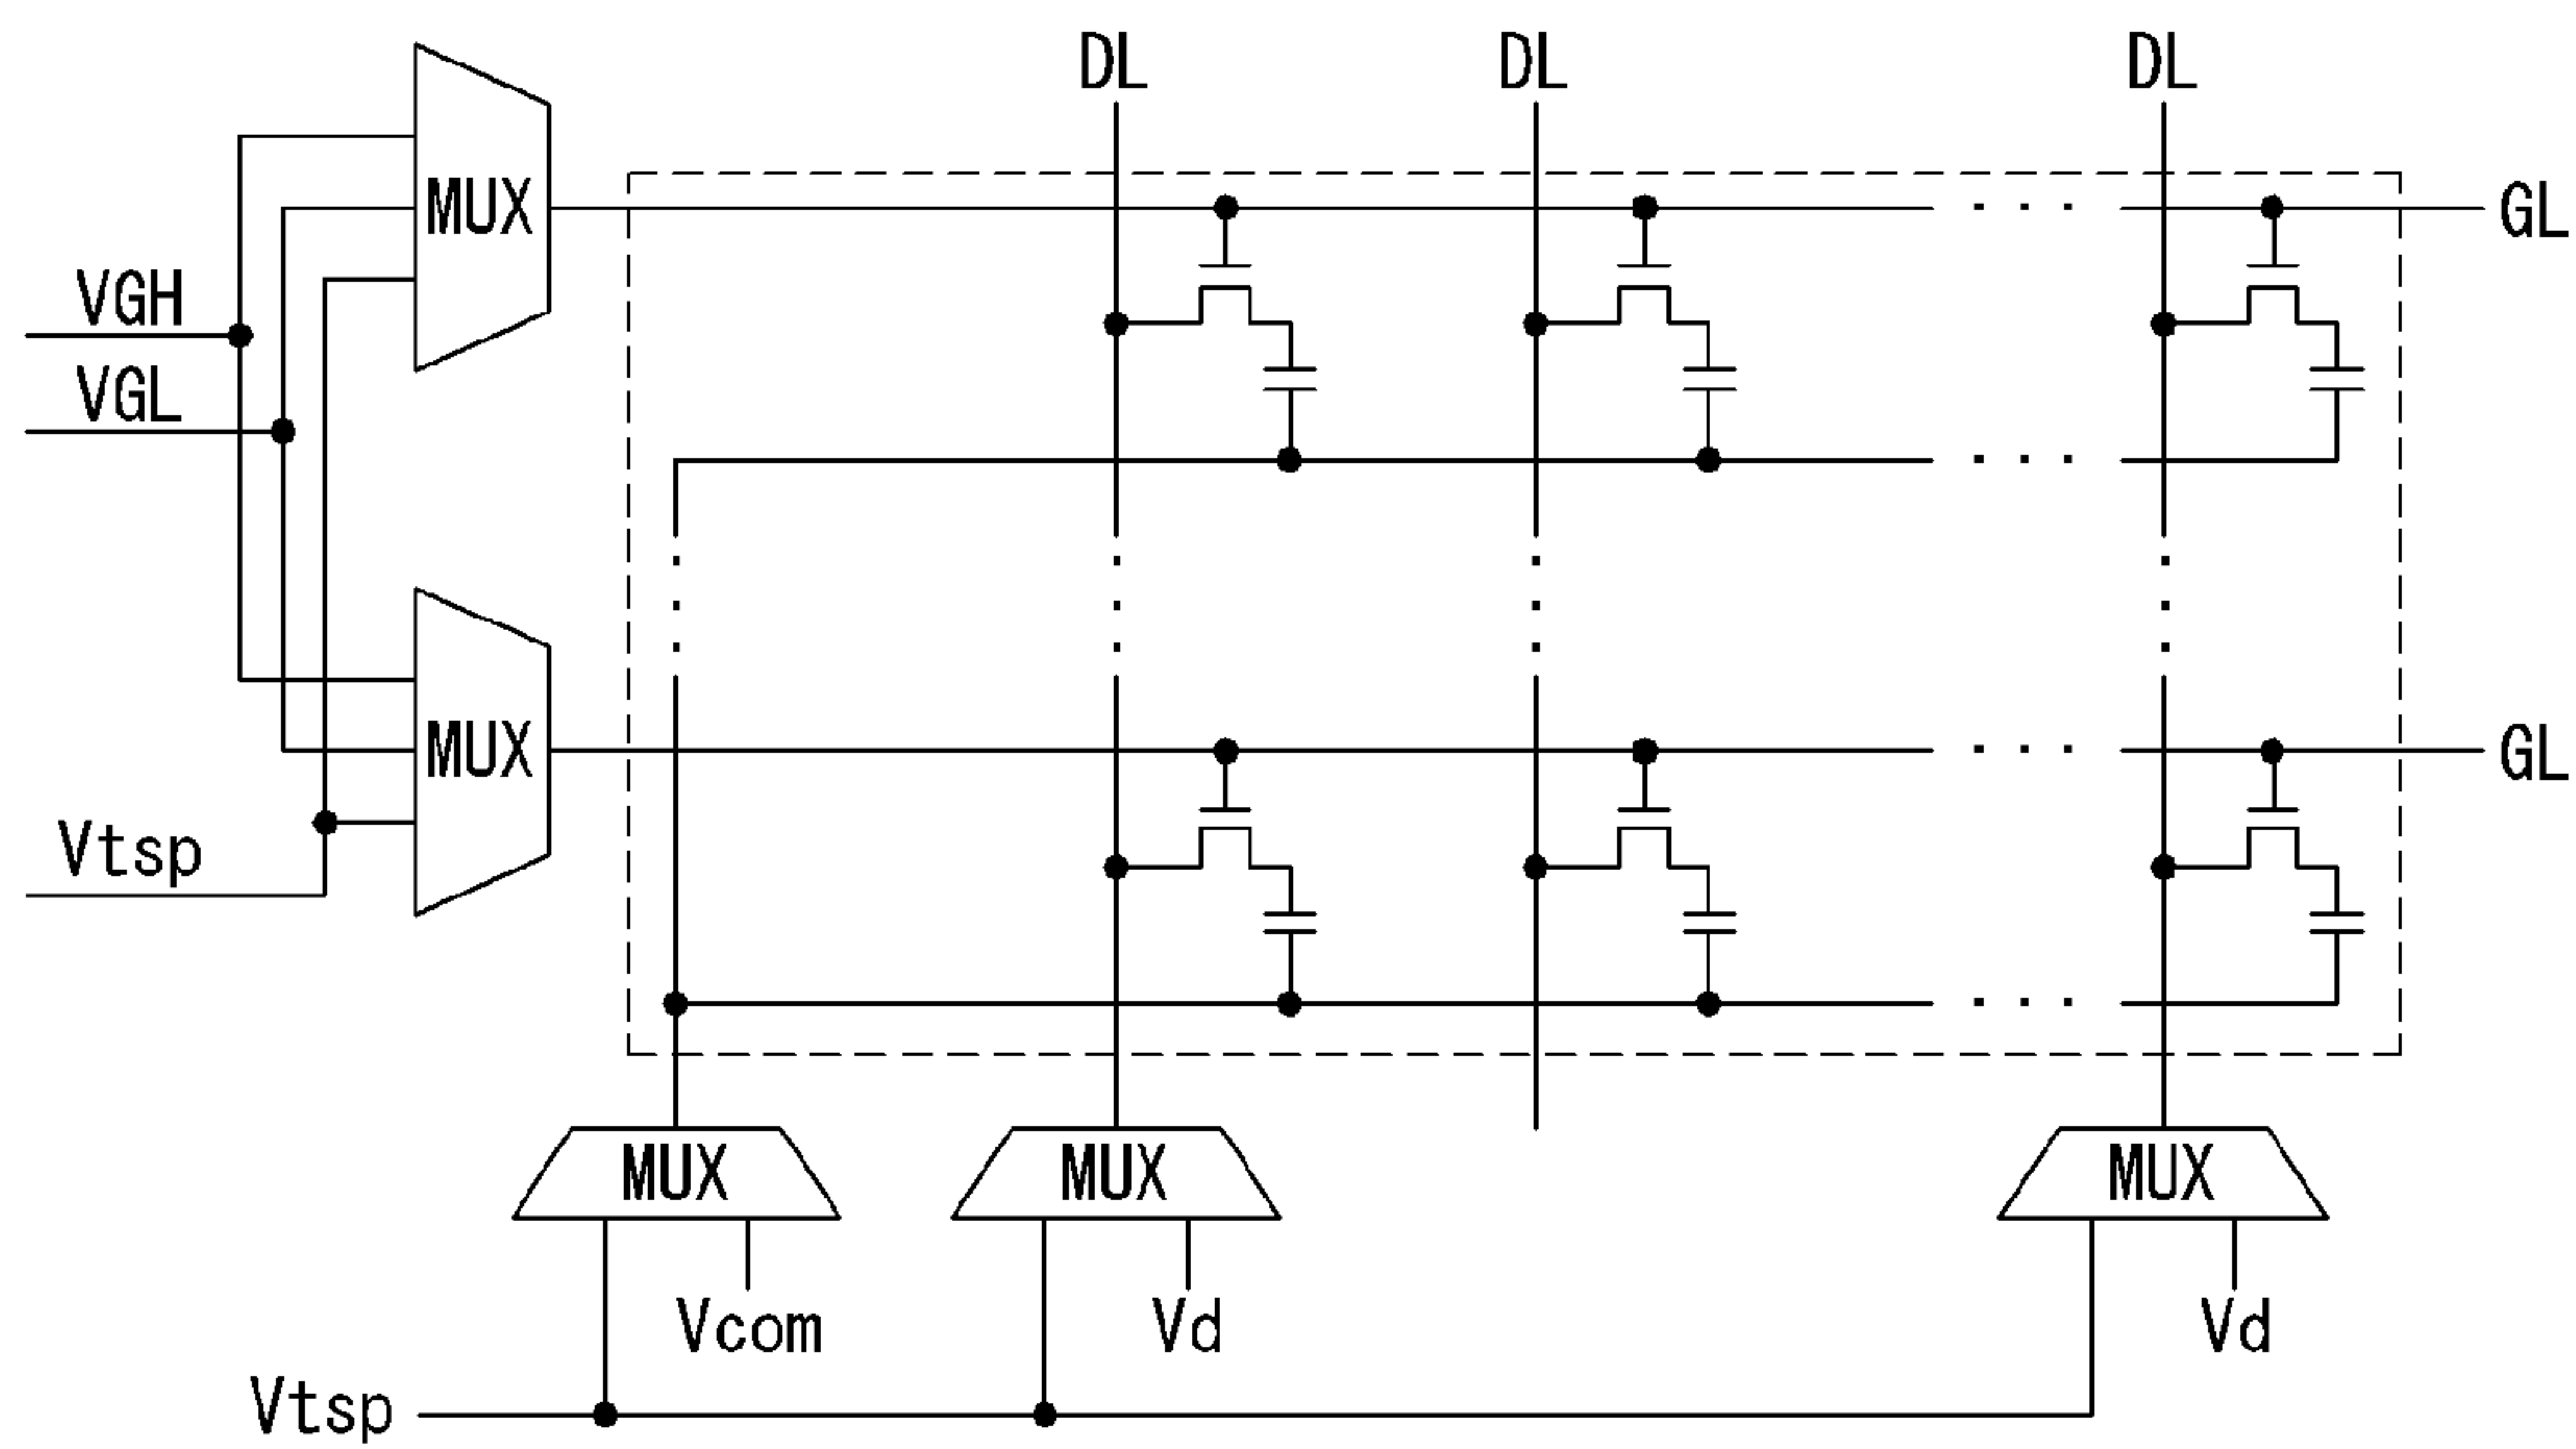 DL DL DL
MUX
GL
VGH
VGL
MUX
GL
Vtsp
MUX MUX MUX
Vcom Vd Vd
Vtsp